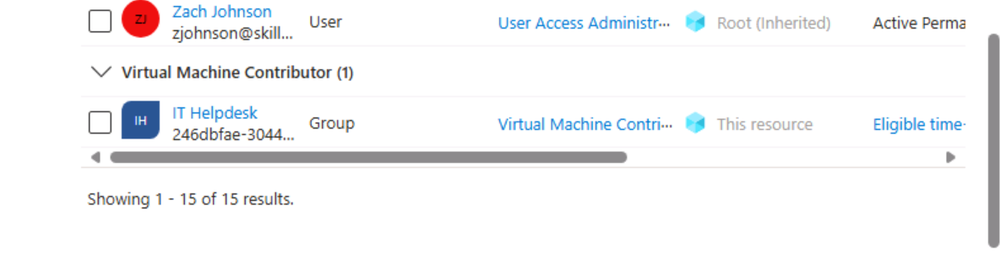 ZJ
Zach Johnson
zjohnson@skill...
User
User Access Administr···
Root (Inherited)
Active Perma
Virtual Machine Contributor (1)
IH
IT Helpdesk
246dbfae-3044...
Group
Virtual Machine Contri···
This resource
Eligible time-
Showing 1 - 15 of 15 results.